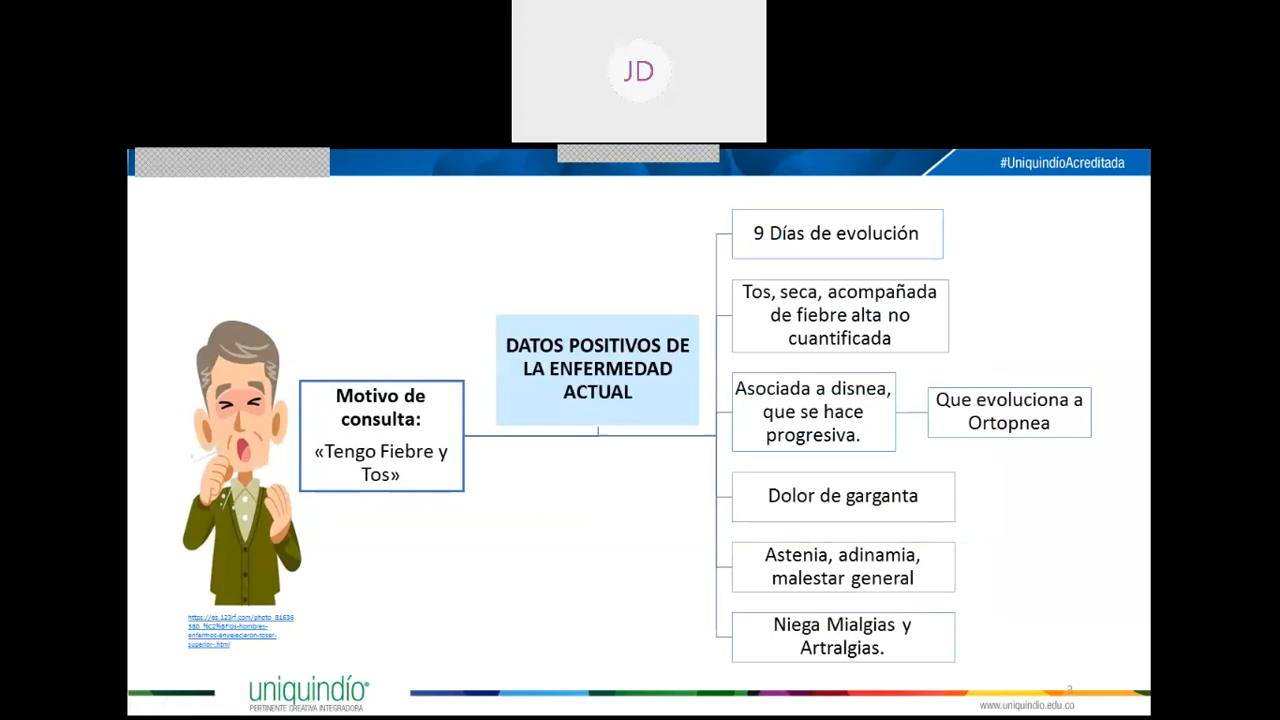 JD
#UniquindíoAcreditada
9 Días de evolución
Tos, seca, acompañada
de fiebre alta no
cuantificada
DATOS POSITIVOS DE
LA ENFERMEDAD
ACTUAL
Motivo de
consulta:
«Tengo Fiebre y
Tos»
Asociada a disnea,
que se hace
progresiva.
Que evoluciona a
Ortopnea
Dolor de garganta
Astenia, adinamia,
malestar general
Niega Mialgias y
Artralgias.
uniquindío®
PERTINENTE CREATIVA INTEGRADORA
3
www.uniquindio.edu.co